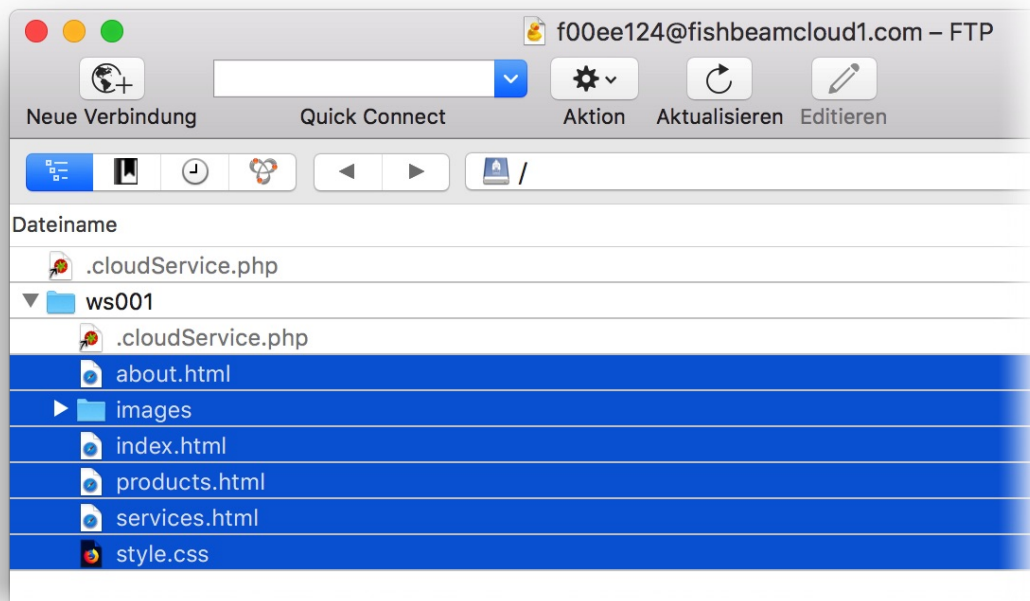 f00ee124@fishbeamcloud1.com – FTP
Neue Verbindung Quick Connect Aktion Aktualisieren Editieren
/
Dateiname
.cloudService.php
ws001
.cloudService.php
about.html
images
index.html
products.html
services.html
style.css